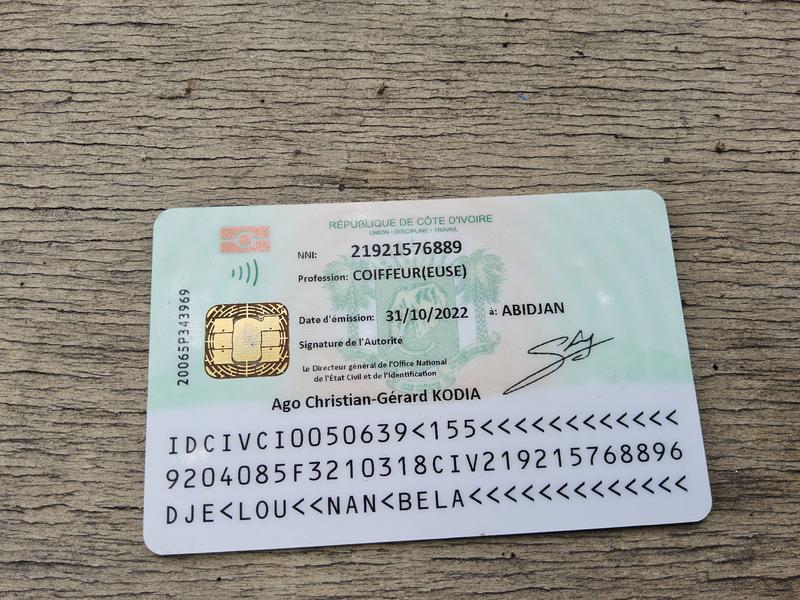 RÉPUBLIQUE DE CÔTE D'IVOIRE
UNION - DISCIPLINE - TRAVAIL
NNI: 21921576889
Profession: COIFFEUR(EUSE)
Date d'émission: 31/10/2022 à: ABIDJAN
Signature de l'Autorité
Le Directeur général de l'Office National
de l'État Civil et de l'Identification
Ago Christian-Gérard KODIA
20065P343969
IDCIVCI0050639<155<<<<<<<<<<<<
9204085F3210318CIV219215768896
DJE<LOU<<NAN<BELA<<<<<<<<<<<<<